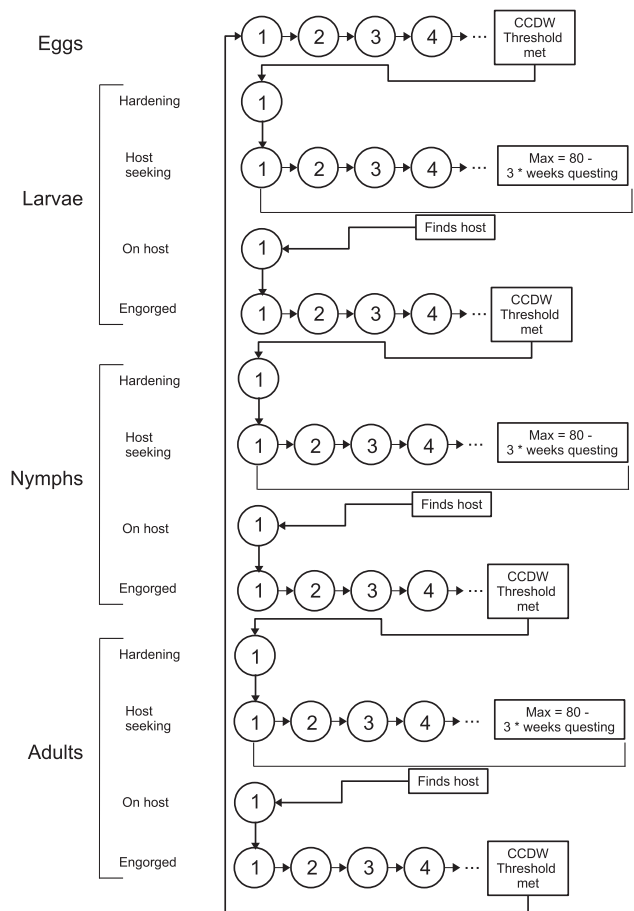 Eggs
1 2 3 4 ...
CCDW
Threshold
met
Larvae
Hardening
1
Host
seeking
1 2 3 4 ...
Max = 80 -
3 * weeks questing
Finds host
On host
1
Engorged
1 2 3 4 ...
CCDW
Threshold
met
Nymphs
Hardening
1
Host
seeking
1 2 3 4 ...
Max = 80 -
3 * weeks questing
Finds host
On host
1
Engorged
1 2 3 4 ...
CCDW
Threshold
met
Adults
Hardening
1
Host
seeking
1 2 3 4 ...
Max = 80 -
3 * weeks questing
Finds host
On host
1
Engorged
1 2 3 4 ...
CCDW
Threshold
met